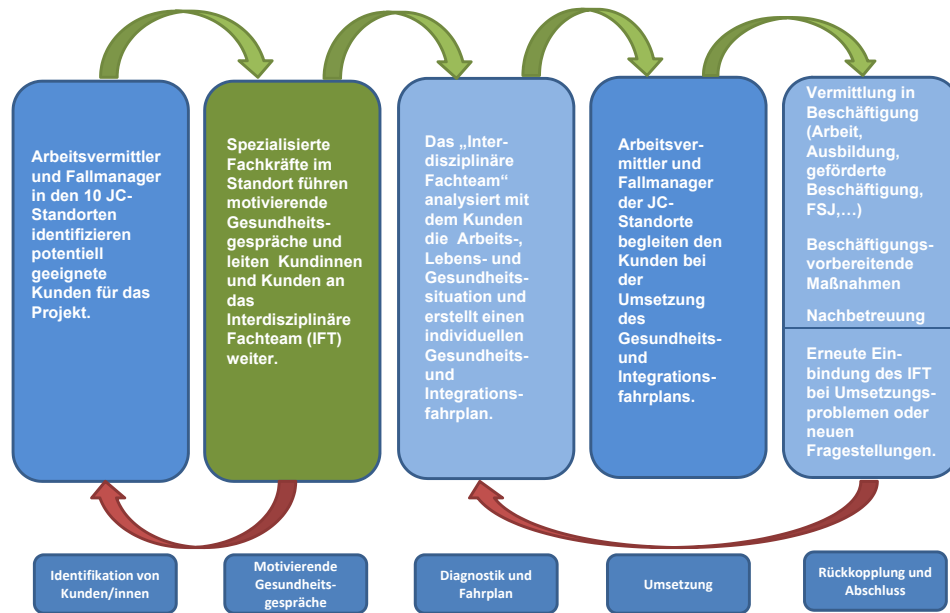 Arbeitsvermittler
und Fallmanager
in den 10 JC-
Standorten
identifizieren
potentiell
geeignete
Kunden für das
Projekt.
Spezialisierte
Fachkräfte im
Standort führen
motivierende
Gesundheits-
gespräche und
leiten Kundinnen
und Kunden an
das
Interdisziplinäre
Fachteam (IFT)
weiter.
Das „Inter-
disziplinäre
Fachteam“
analysiert mit
dem Kunden
die Arbeits-,
Lebens- und
Gesundheits-
situation und
erstellt einen
individuellen
Gesundheits-
und
Integrations-
fahrplan.
Arbeitsver-
mittler und
Fallmanager
der JC-
Standorte
begleiten den
Kunden bei
der
Umsetzung
des
Gesundheits-
und
Integrations-
fahrplans.
Vermittlung in
Beschäftigung
(Arbeit,
Ausbildung,
geförderte
Beschäftigung,
FSJ,…)
Beschäftigungs-
vorbereitende
Maßnahmen
Nachbetreuung
Erneute Ein-
bindung des IFT
bei Umsetzungs-
problemen oder
neuen
Fragestellungen.
Identifikation von
Kunden/innen
Motivierende
Gesundheits-
gespräche
Diagnostik und
Fahrplan
Umsetzung
Rückkopplung und
Abschluss